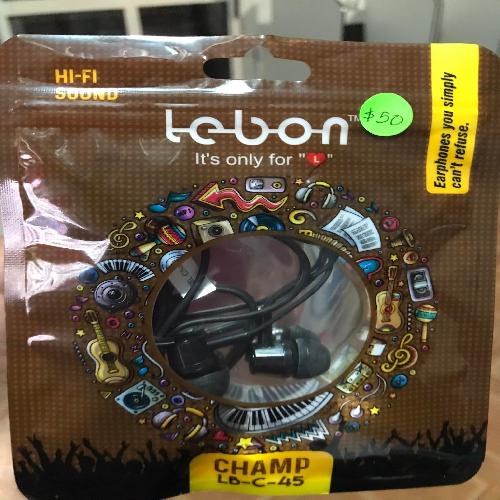 HI-FI
SOUND
Lebon™
$50
It's only for "L"
Earphones you simply
can't refuse.
CHAMP
LB-C-45